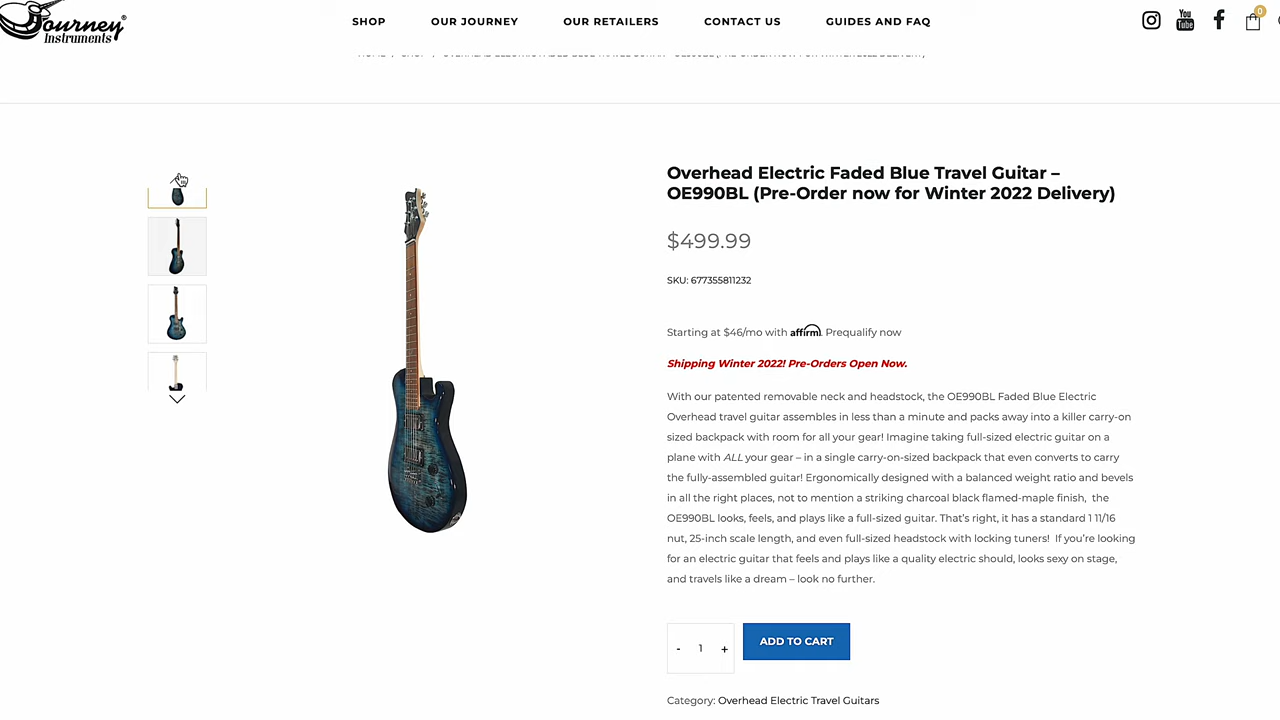 Journey®
Instruments
SHOP
OUR JOURNEY
OUR RETAILERS
CONTACT US
GUIDES AND FAQ
You
Tube
0
Overhead Electric Faded Blue Travel Guitar –
OE990BL (Pre-Order now for Winter 2022 Delivery)
$499.99
SKU: 677355811232
Starting at $46/mo with affirm. Prequalify now
Shipping Winter 2022! Pre-Orders Open Now.
With our patented removable neck and headstock, the OE990BL Faded Blue Electric
Overhead travel guitar assembles in less than a minute and packs away into a killer carry-on
sized backpack with room for all your gear! Imagine taking full-sized electric guitar on a
plane with ALL your gear – in a single carry-on-sized backpack that even converts to carry
the fully-assembled guitar! Ergonomically designed with a balanced weight ratio and bevels
in all the right places, not to mention a striking charcoal black flamed-maple finish, the
OE990BL looks, feels, and plays like a full-sized guitar. That's right, it has a standard 1 11/16
nut, 25-inch scale length, and even full-sized headstock with locking tuners! If you're looking
for an electric guitar that feels and plays like a quality electric should, looks sexy on stage,
and travels like a dream – look no further.
- 1 +
ADD TO CART
Category: Overhead Electric Travel Guitars